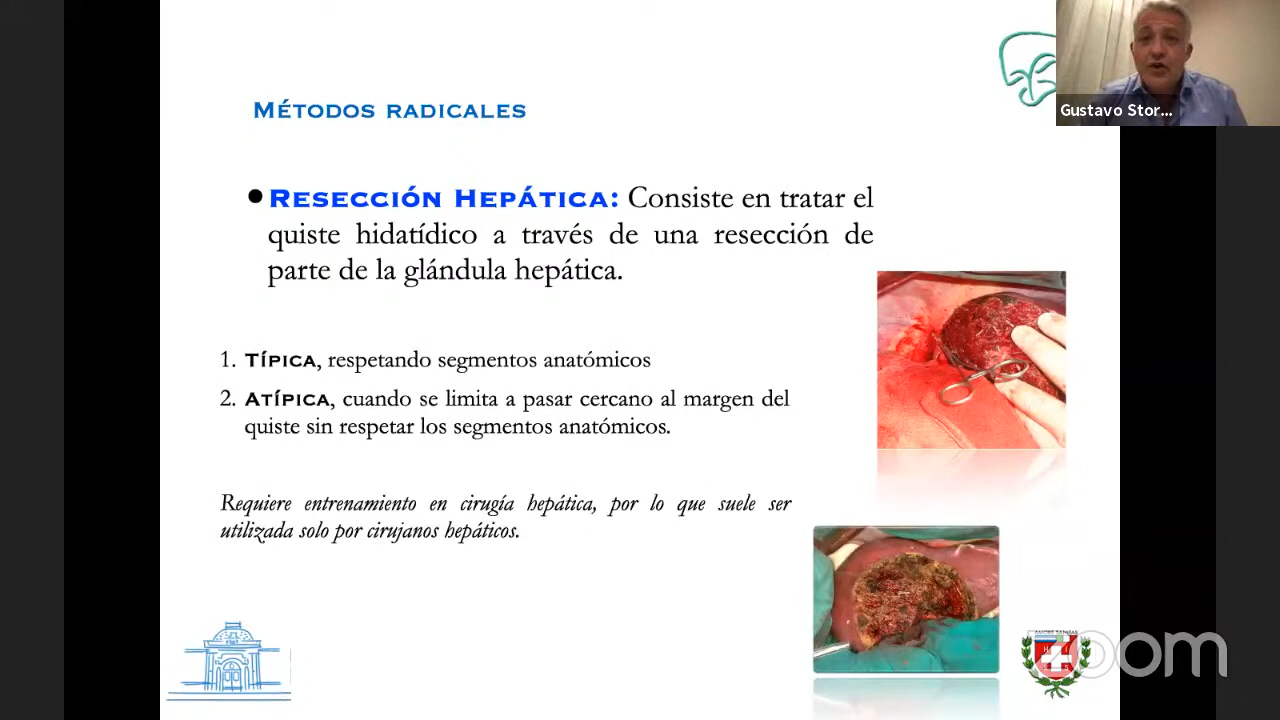 Gustavo Stor...
MÉTODOS RADICALES
• RESECCIÓN HEPÁTICA: Consiste en tratar el
quiste hidatídico a través de una resección de
parte de la glándula hepática.
1. TÍPICA, respetando segmentos anatómicos
2. ATÍPICA, cuando se limita a pasar cercano al margen del
quiste sin respetar los segmentos anatómicos.
Requiere entrenamiento en cirugía hepática, por lo que suele ser
utilizada solo por cirujanos hepáticos.
zoom